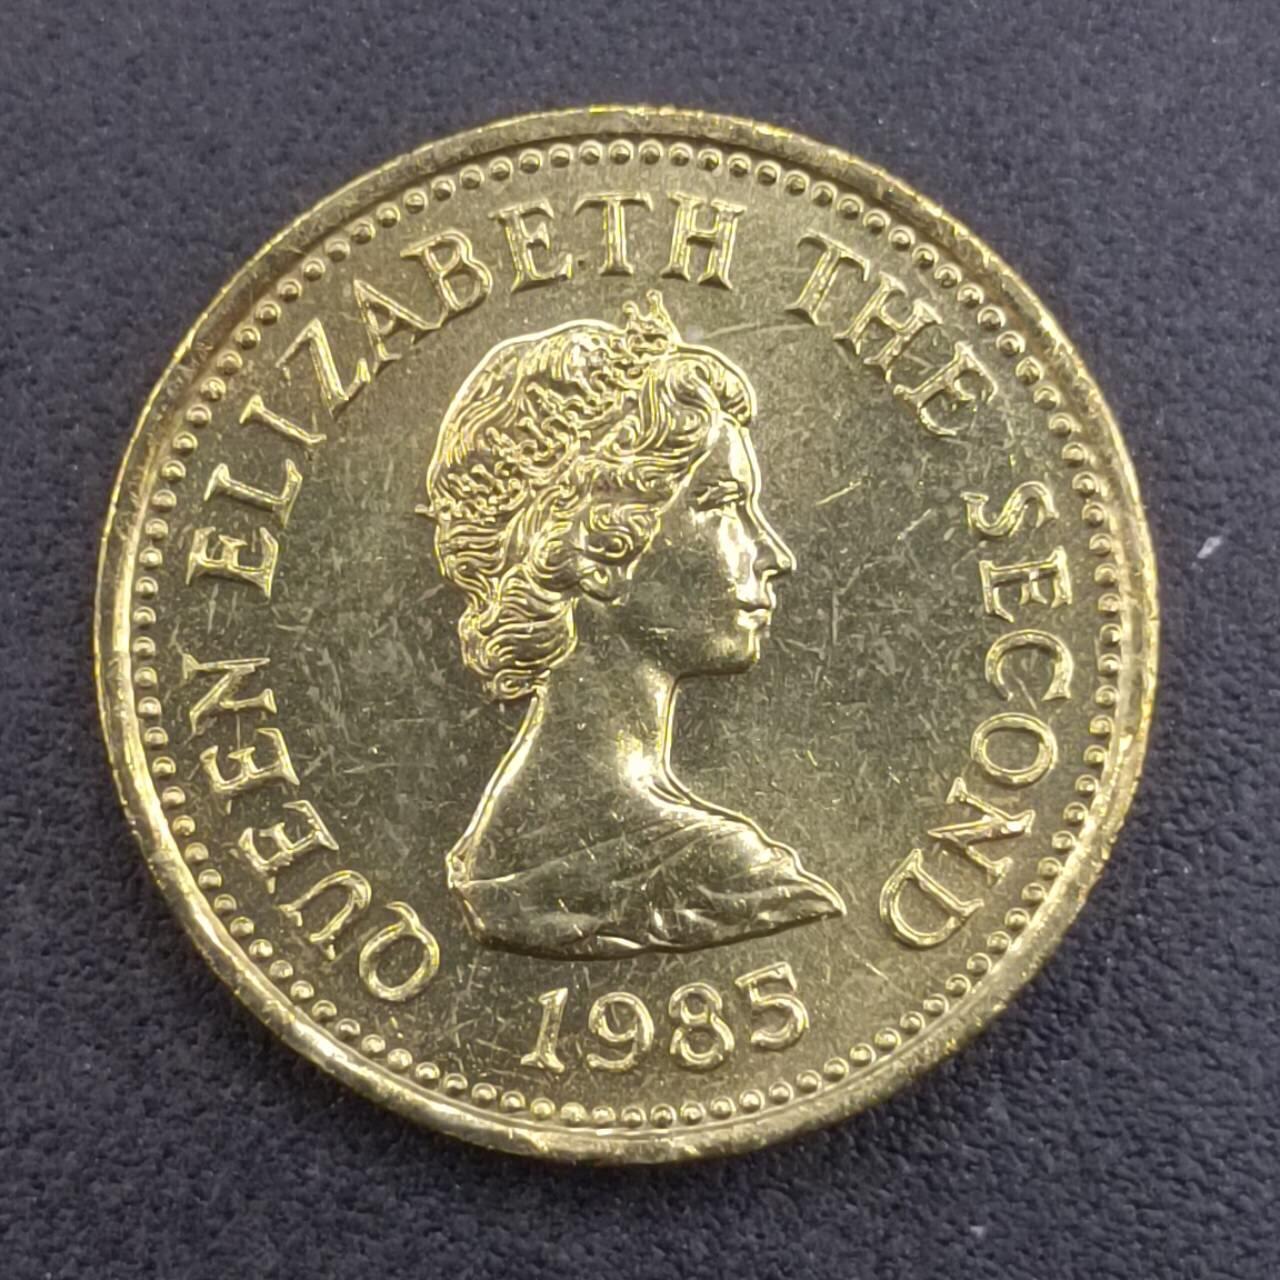 QUEEN ELIZABETH THE SECOND
1985